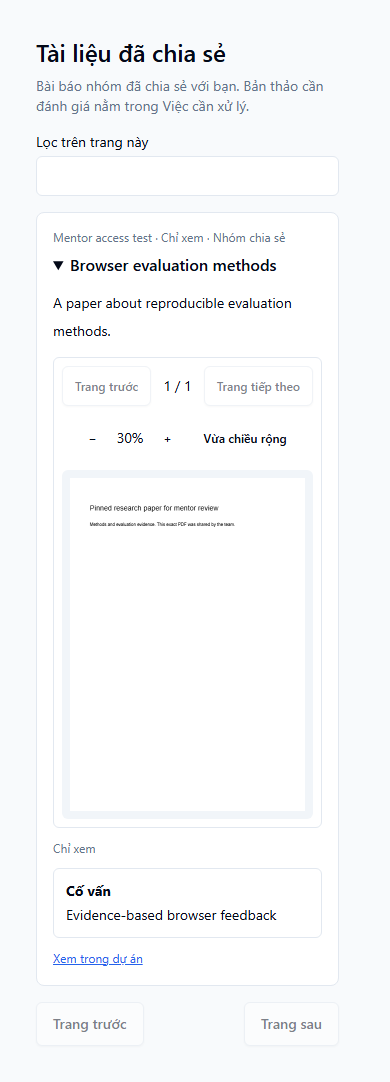 Tài liệu đã chia sẻ
Bài báo nhóm đã chia sẻ với bạn. Bản thảo cần
đánh giá nằm trong Việc cần xử lý.
Lọc trên trang này
Mentor access test · Chỉ xem · Nhóm chia sẻ
▼ Browser evaluation methods
A paper about reproducible evaluation
methods.
Trang trước 1 / 1 Trang tiếp theo
− 30% + Vừa chiều rộng
Pinned research paper for mentor review
Methods and evaluation evidence. This exact PDF was shared by the team.
Chỉ xem
Cố vấn
Evidence-based browser feedback
Xem trong dự án
Trang trước Trang sau